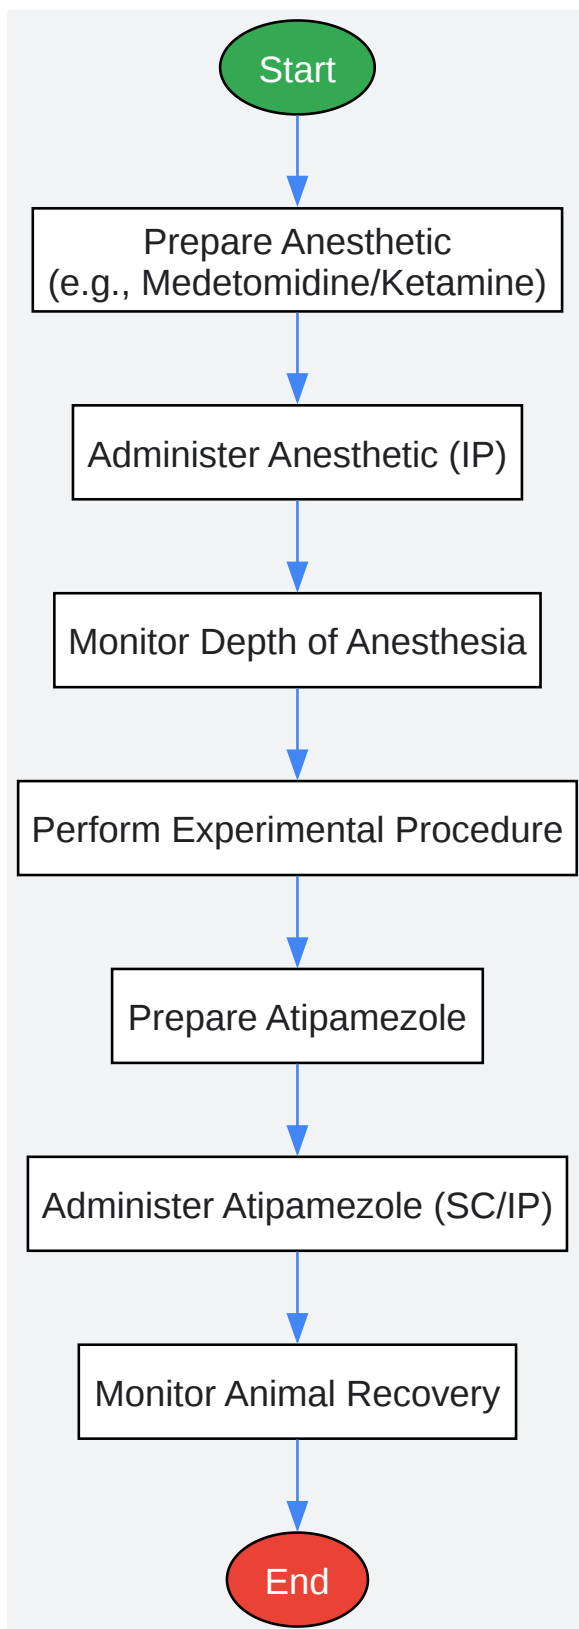 Start
Prepare Anesthetic
(e.g., Medetomidine/Ketamine)
Administer Anesthetic (IP)
Monitor Depth of Anesthesia
Perform Experimental Procedure
Prepare Atipamezole
Administer Atipamezole (SC/IP)
Monitor Animal Recovery
End